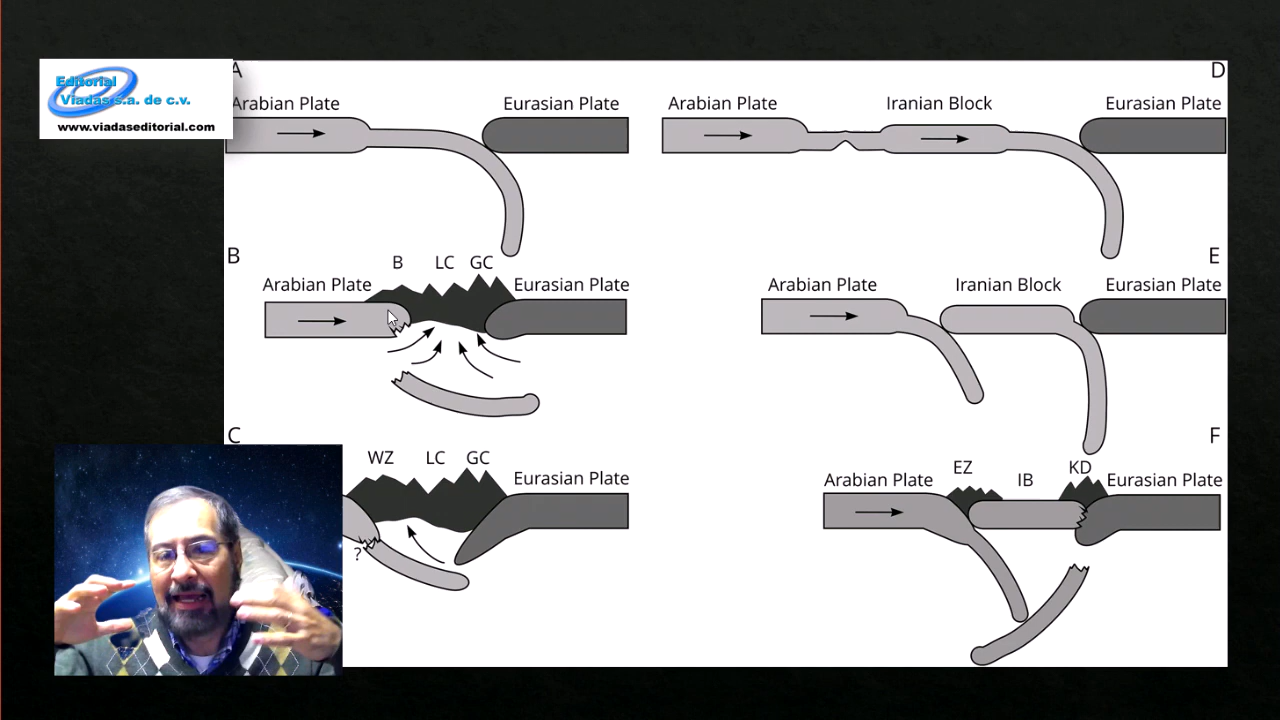 Editorial
Viadas s.a. de c.v.
www.viadaseditorial.com
A
Arabian Plate
Eurasian Plate
D
Arabian Plate
Iranian Block
Eurasian Plate
B
B
LC
GC
Arabian Plate
Eurasian Plate
E
Arabian Plate
Iranian Block
Eurasian Plate
C
WZ
LC
GC
Eurasian Plate
?
F
EZ
KD
Arabian Plate
IB
Eurasian Plate